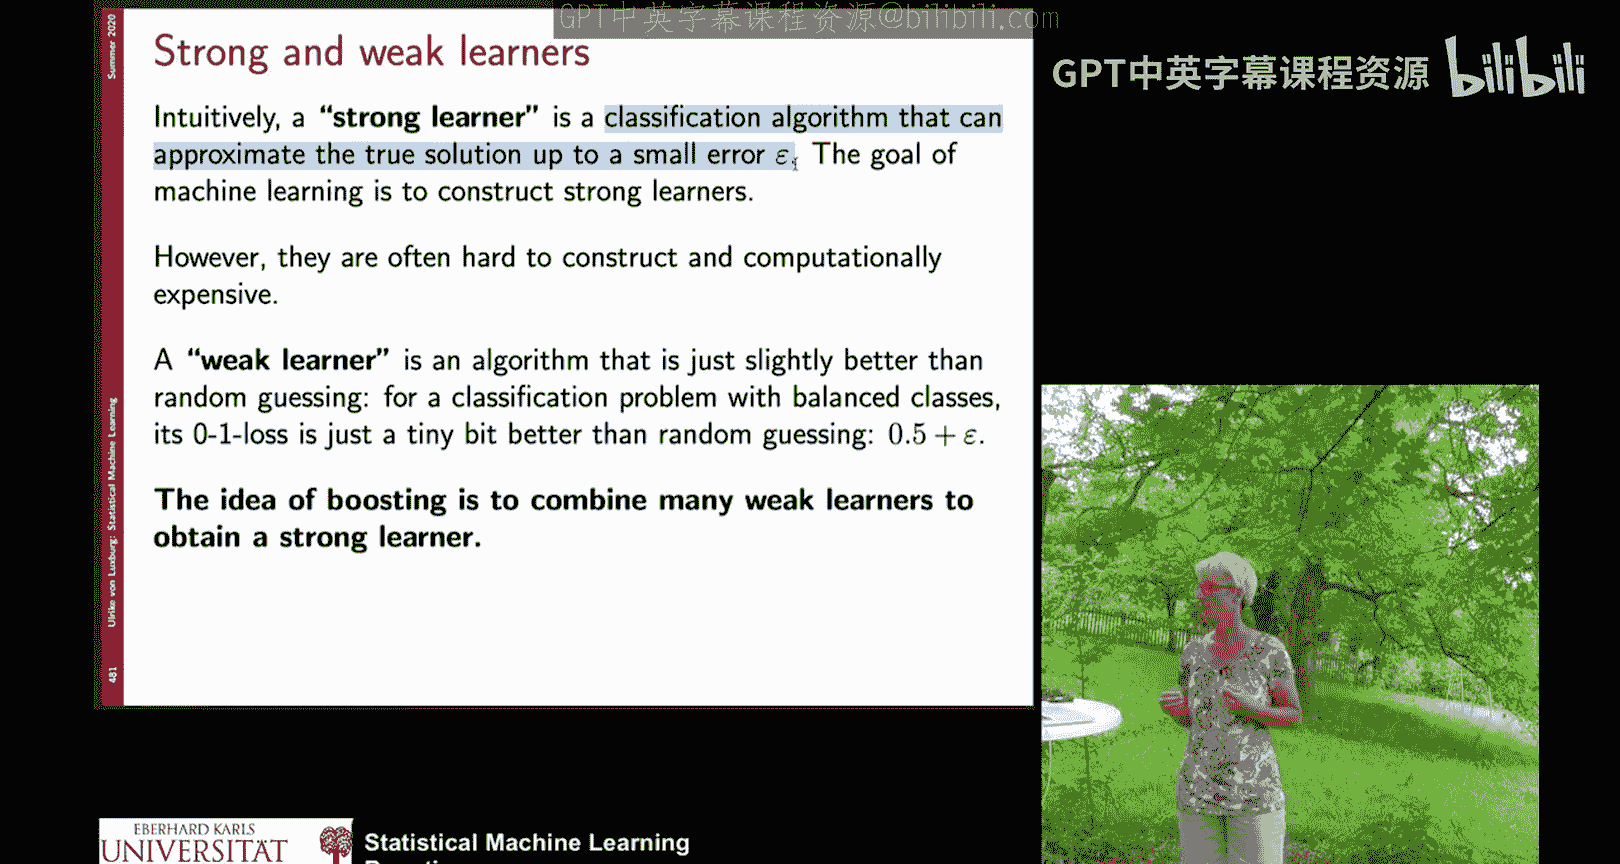 GPT中英字幕课程资源@bilibili.com
GPT中英字幕课程资源 bilibili
Summer 2020
Strong and weak learners
Intuitively, a “strong learner” is a classification algorithm that can
approximate the true solution up to a small error ε. The goal of
machine learning is to construct strong learners.
However, they are often hard to construct and computationally
expensive.
A “weak learner” is an algorithm that is just slightly better than
random guessing: for a classification problem with balanced classes,
its 0-1-loss is just a tiny bit better than random guessing: 0.5 + ε.
The idea of boosting is to combine many weak learners to
obtain a strong learner.
Ulrike von Luxburg: Statistical Machine Learning
481
EBERHARD KARLS
UNIVERSITÄT
Statistical Machine Learning